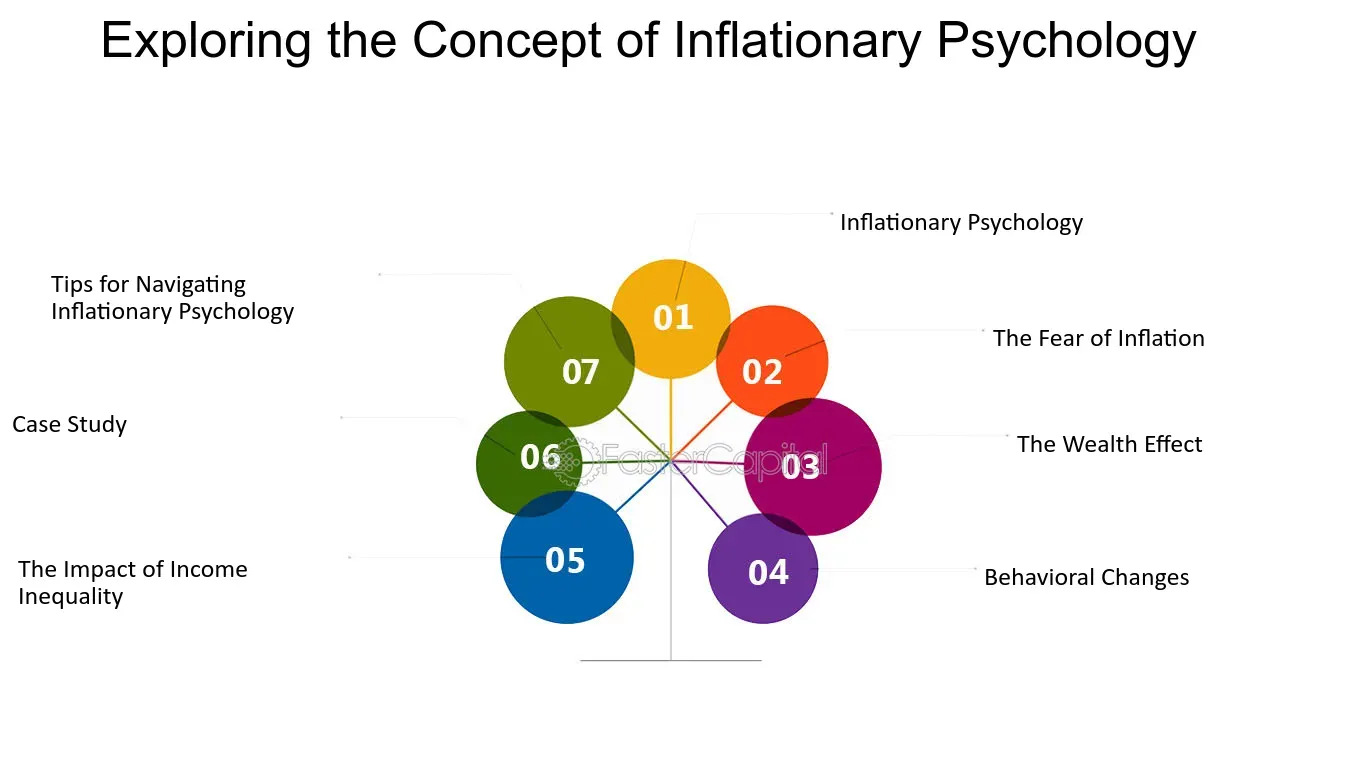 Exploring the Concept of Inflationary Psychology
01
Inflationary Psychology
02
The Fear of Inflation
03
The Wealth Effect
04
Behavioral Changes
05
The Impact of Income
Inequality
06
Case Study
07
Tips for Navigating
Inflationary Psychology
FasterCapital